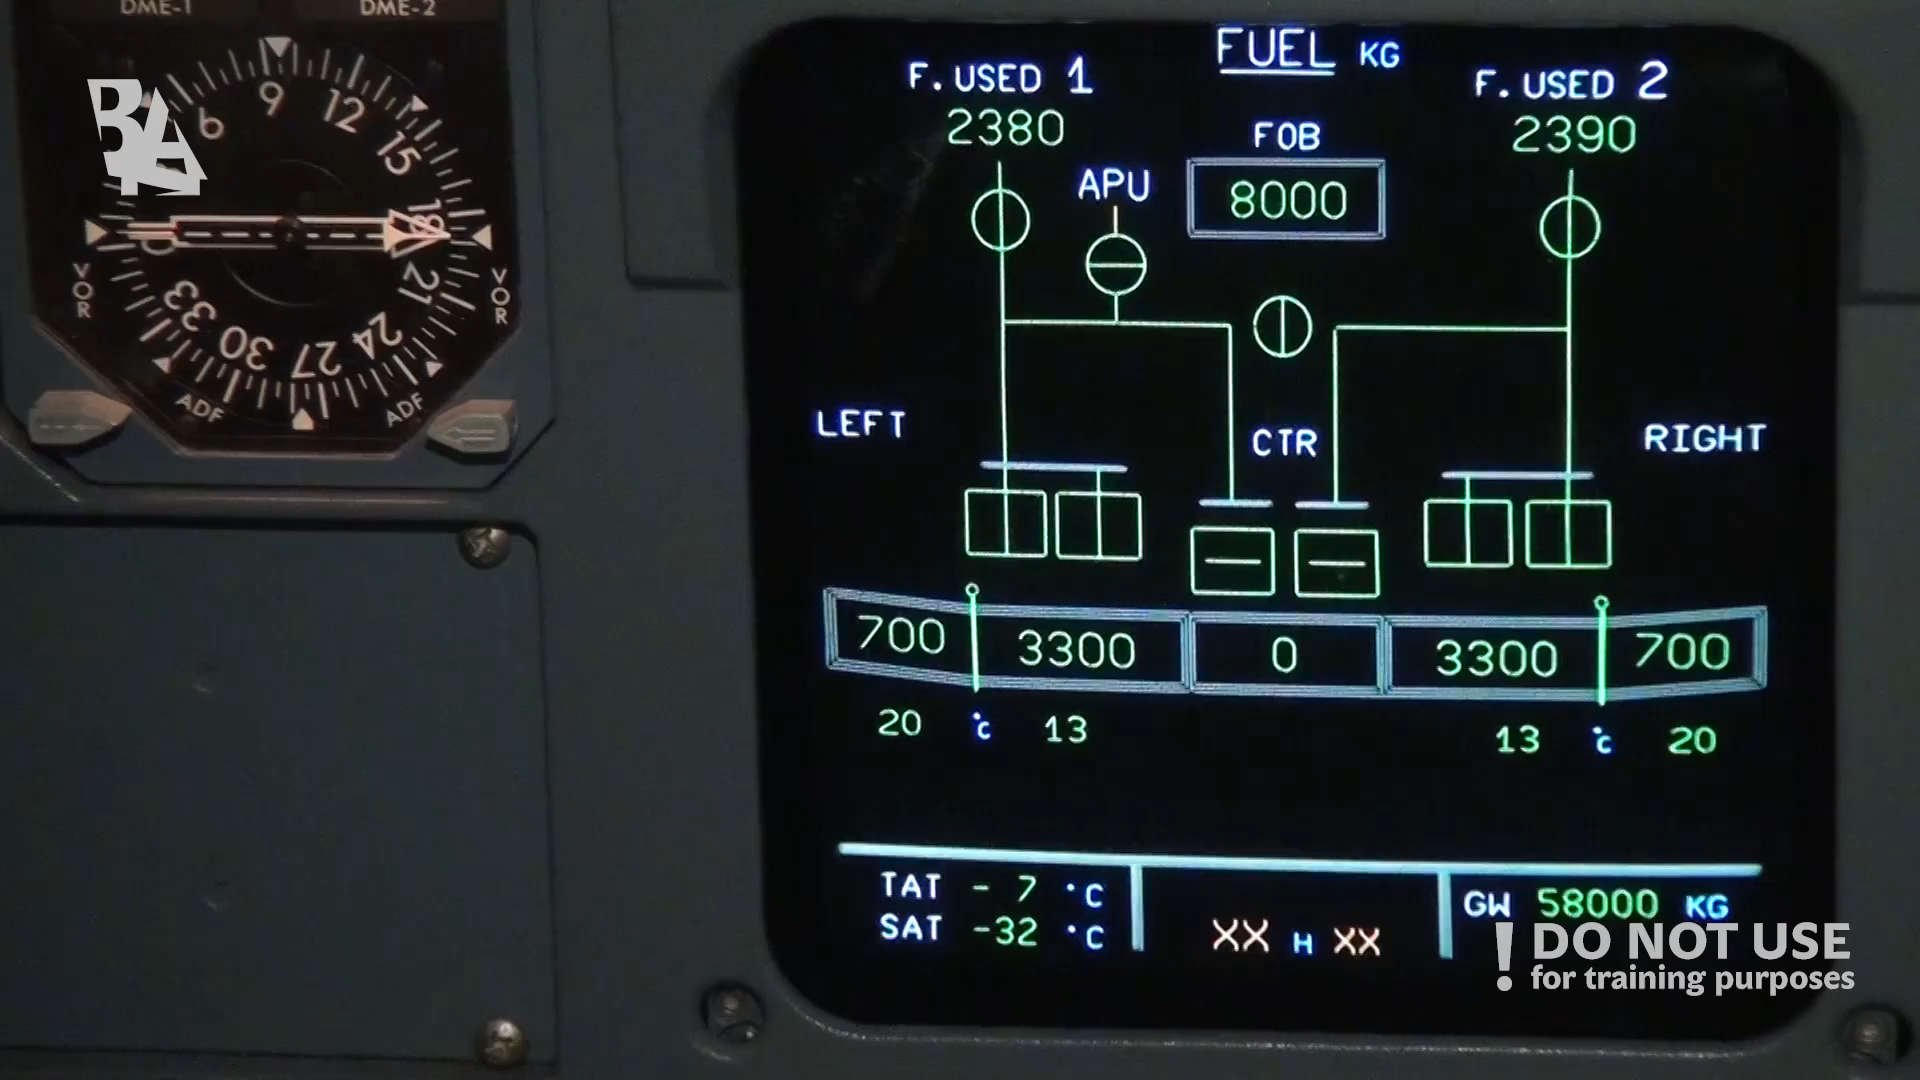 DME-1
DME-2
BAA
6
9
12
15
18
21
24
27
30
33
VOR
VOR
ADF
ADF
FUEL KG
F.USED 1
F.USED 2
2380
FOB
2390
APU
8000
LEFT
CTR
RIGHT
700
3300
0
3300
700
20 °C 13
13 °C 20
TAT - 7 °C
GW 58000 KG
SAT -32 °C
XX H XX
! DO NOT USE
for training purposes